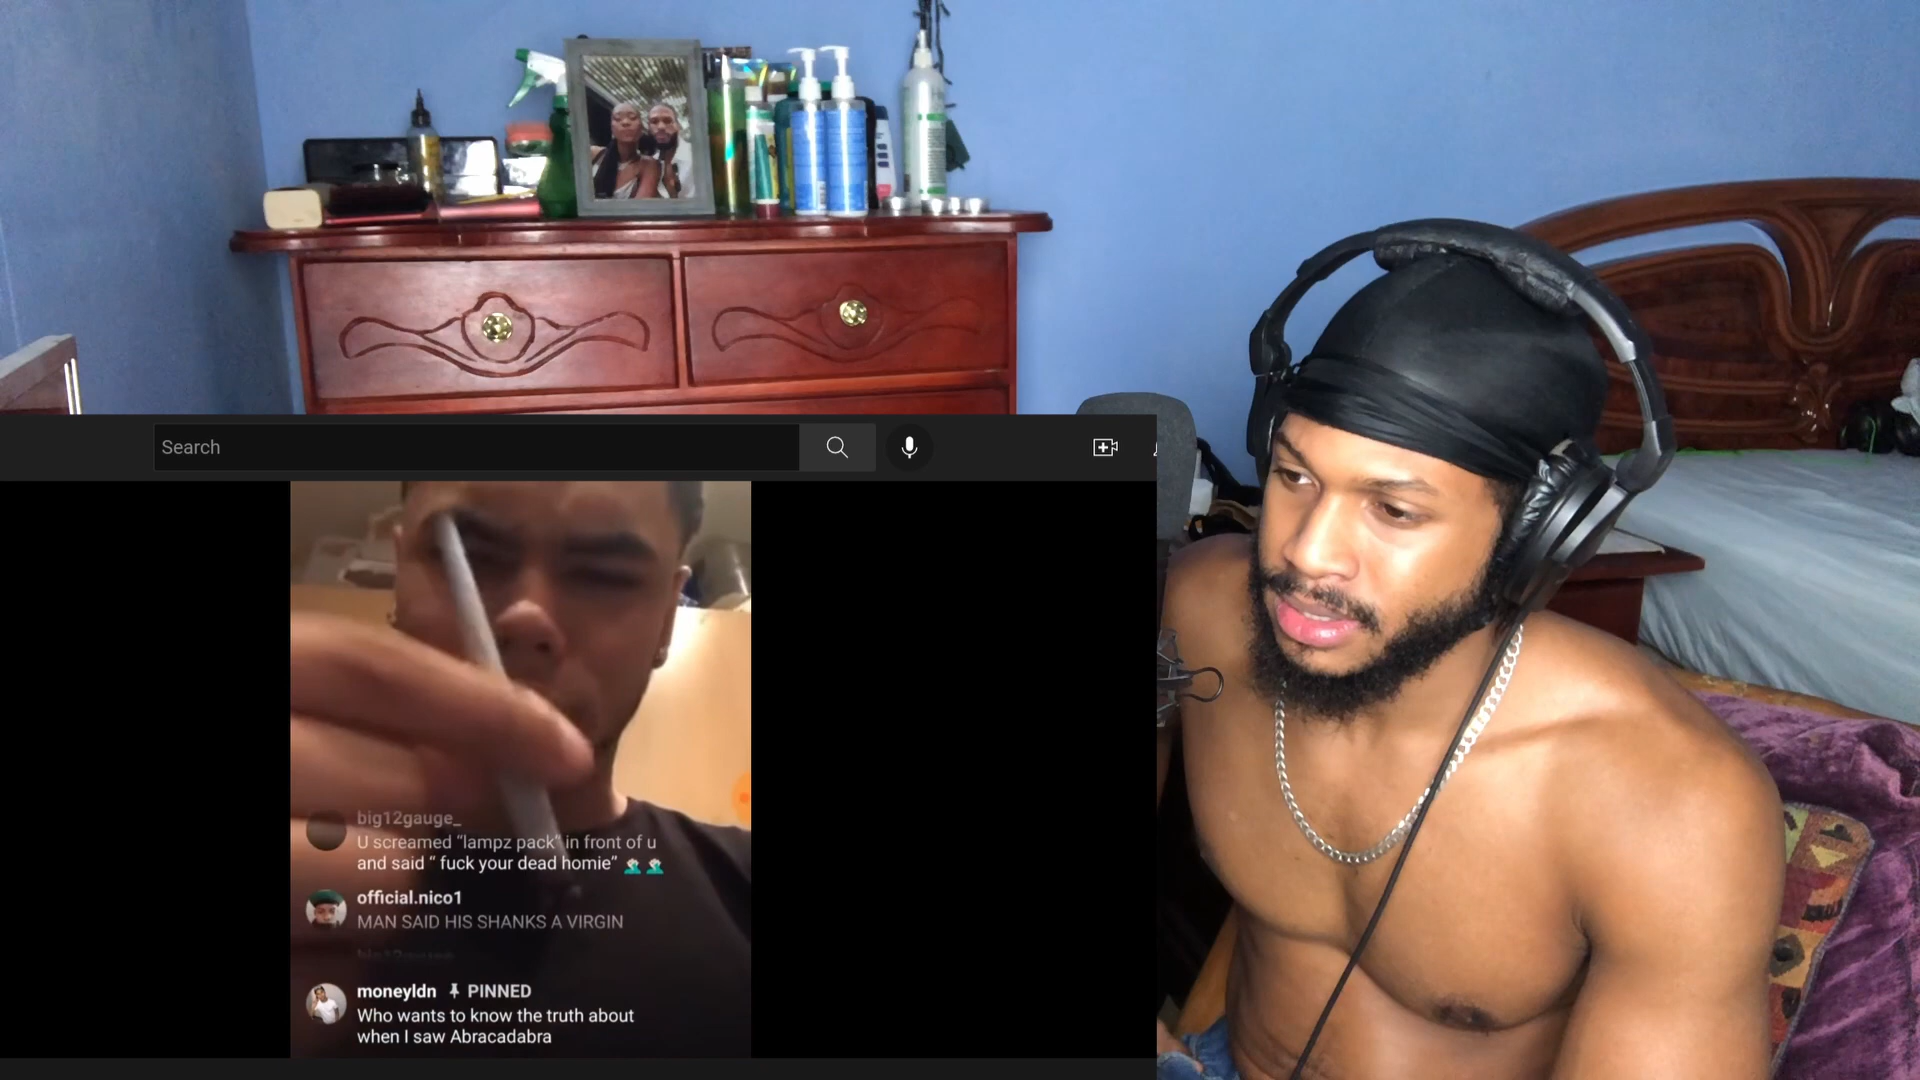 Search
big12gauge_
U screamed “lampz pack” in front of u
and said “ fuck your dead homie” 🤦🏻‍♂️🤦🏻‍♂️
official.nico1
MAN SAID HIS SHANKS A VIRGIN
big12gauge_
moneyldn 📌 PINNED
Who wants to know the truth about
when I saw Abracadabra